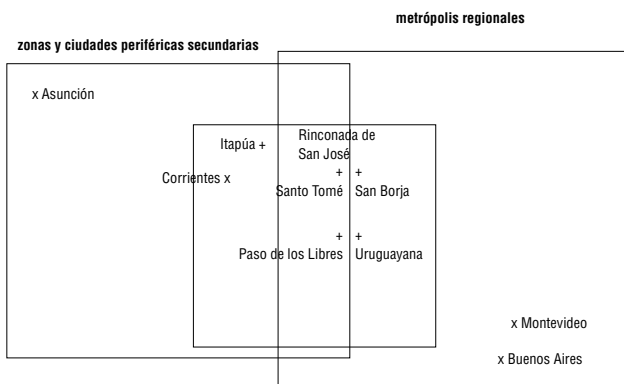 metrópolis regionales
zonas y ciudades periféricas secundarias
x Asunción
Itapúa +
Rinconada de
San José
Corrientes x
+ +
Santo Tomé San Borja
+ +
Paso de los Libres Uruguayana
x Montevideo
x Buenos Aires